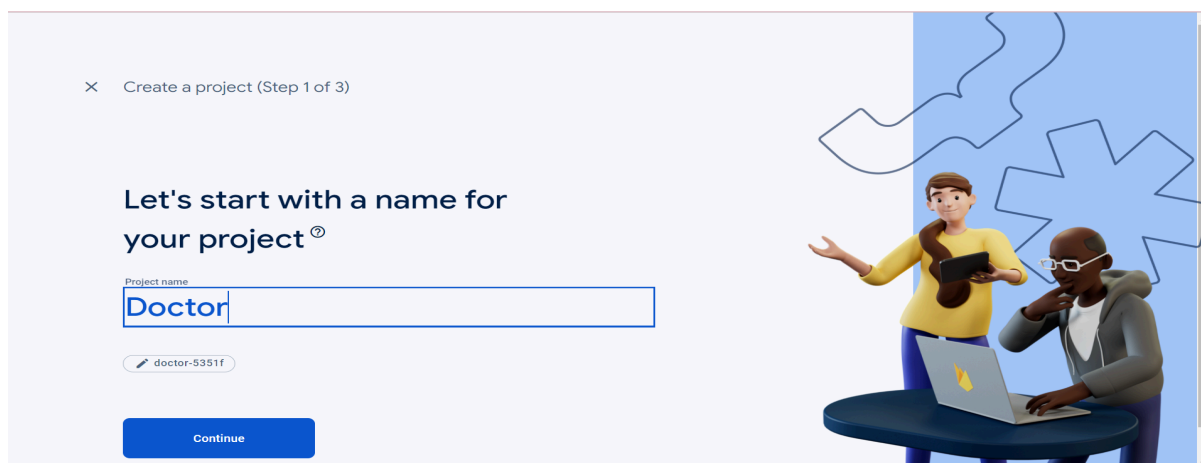 Create a project (Step 1 of 3)
Let's start with a name for
your project
Project name
Doctor
doctor-5351f
Continue